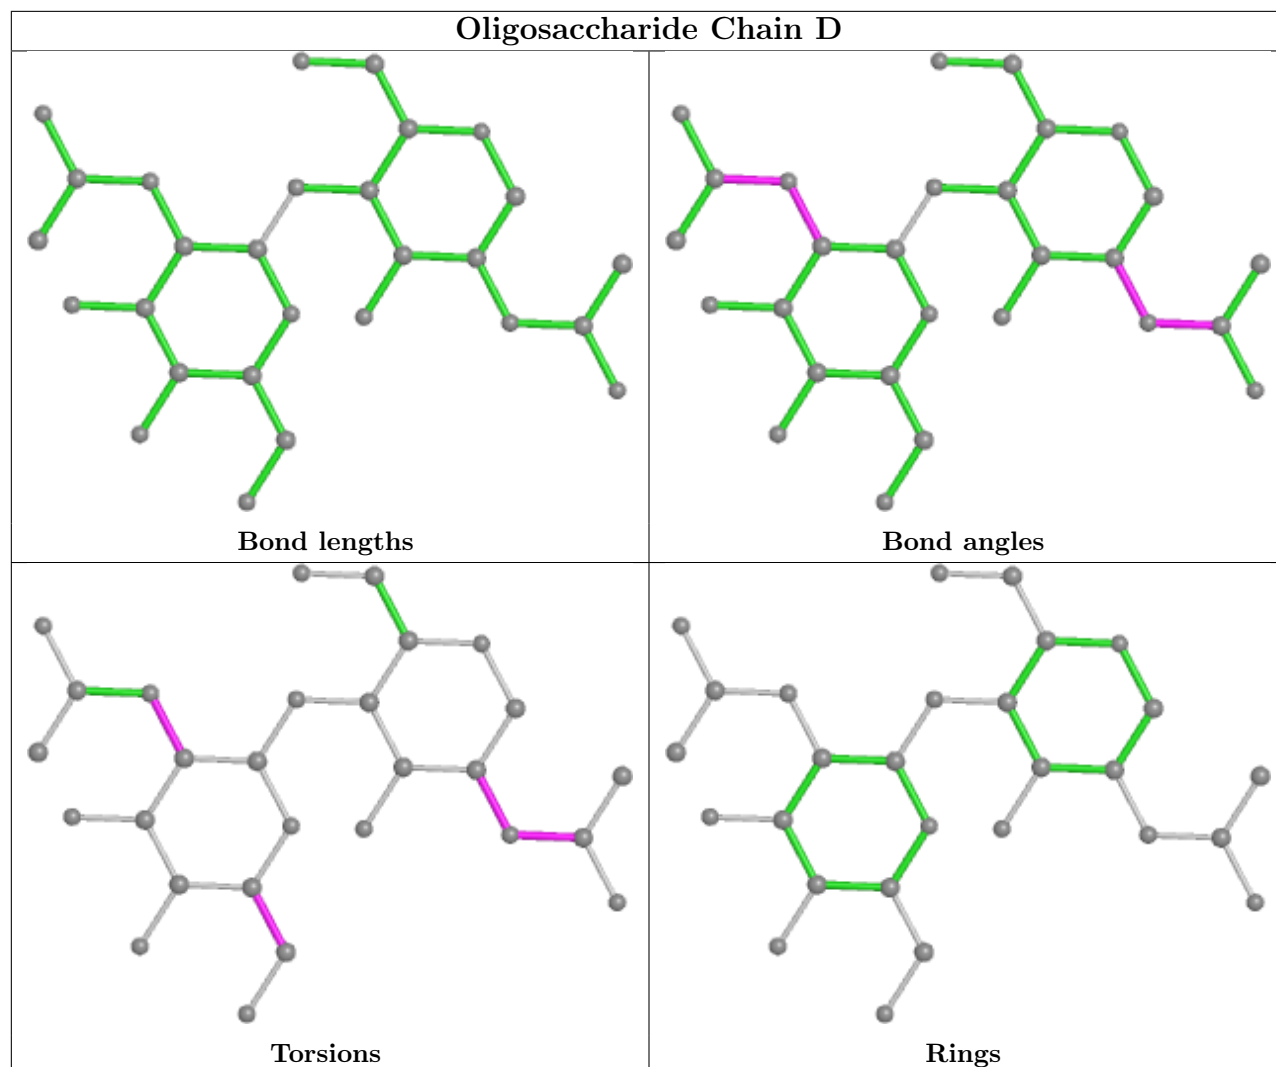 Oligosaccharide Chain D
Bond lengths
Bond angles
Torsions
Rings